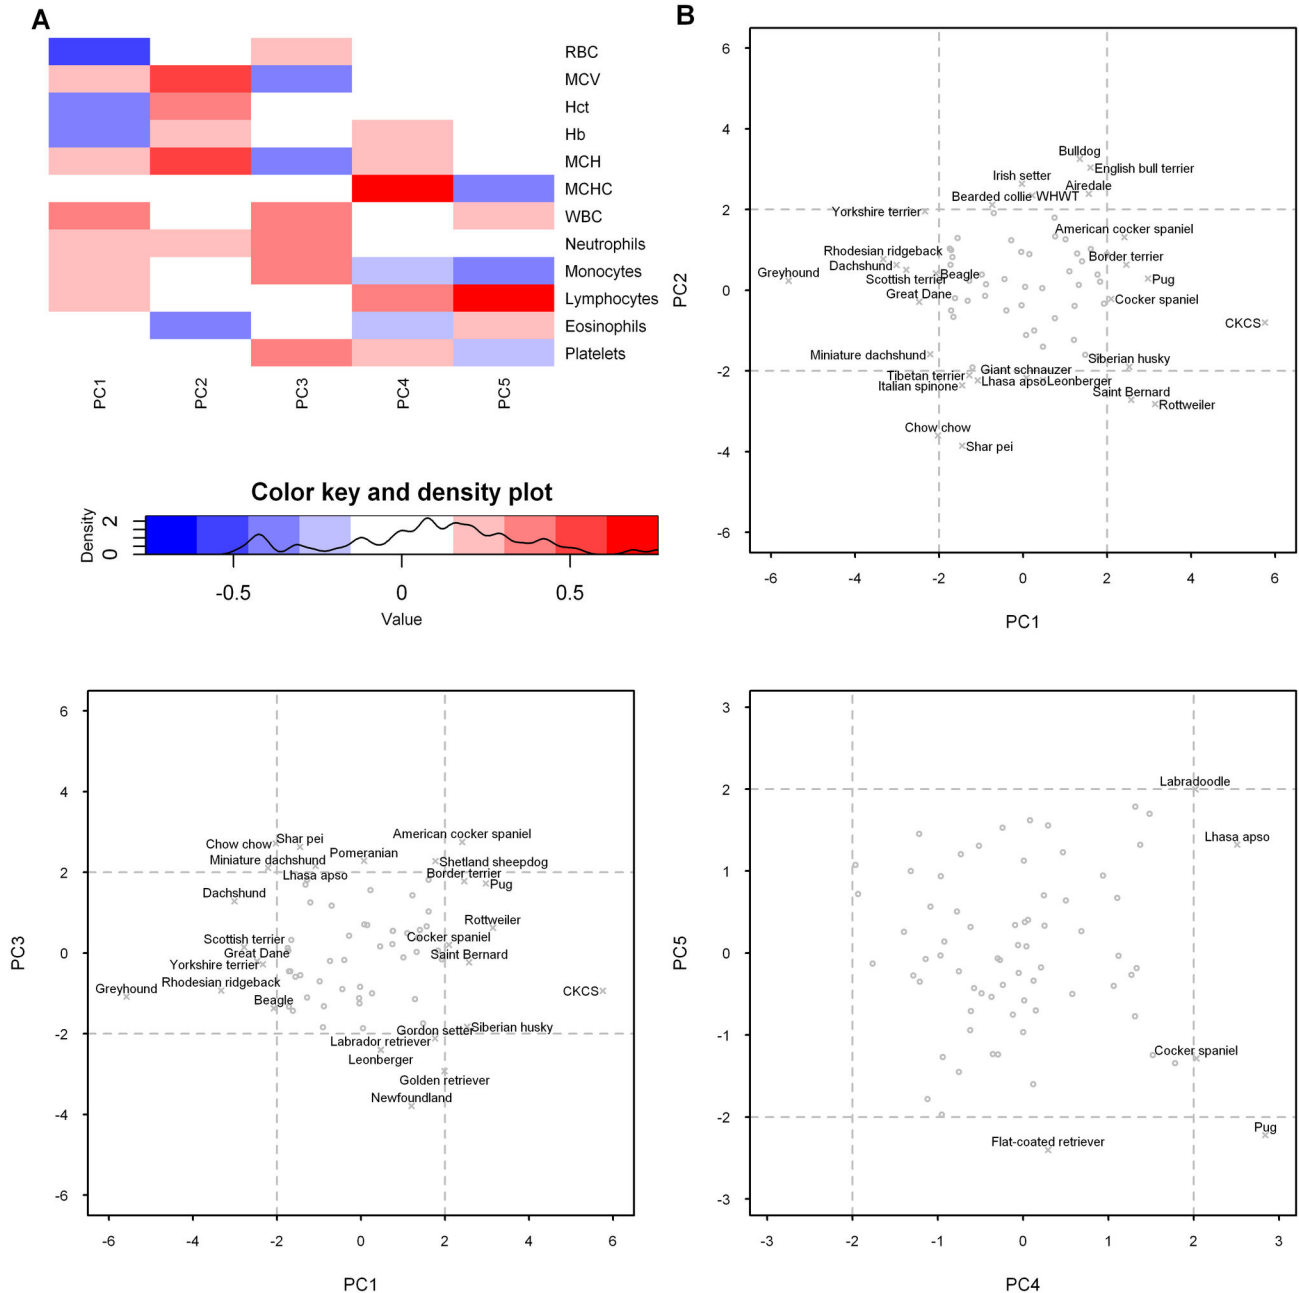 A
RBC
MCV
Hct
Hb
MCH
MCHC
WBC
Neutrophils
Monocytes
Lymphocytes
Eosinophils
Platelets
PC1
PC2
PC3
PC4
PC5
Color key and density plot
Density
2
0
-0.5
0
0.5
Value
B
6
4
2
0
-2
-4
-6
PC2
Bulldog
English bull terrier
Irish setter
Airedale
Bearded collie
WHWT
Yorkshire terrier
American cocker spaniel
Rhodesian ridgeback
Border terrier
Dachshund
Greyhound
Beagle
Scottish terrier
Pug
Great Dane
Cocker spaniel
CKCS
Miniature dachshund
Siberian husky
Giant schnauzer
Tibetan terrier
Lhasa apso
Leonberger
Italian spinone
Saint Bernard
Rottweiler
Chow chow
Shar pei
-6
-4
-2
0
2
4
6
PC1
6
4
2
0
-2
-4
-6
PC3
American cocker spaniel
Shar pei
Chow chow
Pomeranian
Miniature dachshund
Shetland sheepdog
Border terrier
Lhasa apso
Pug
Dachshund
Rottweiler
Scottish terrier
Cocker spaniel
Great Dane
Saint Bernard
Yorkshire terrier
Rhodesian ridgeback
Greyhound
CKCS
Beagle
Gordon setter
Siberian husky
Labrador retriever
Leonberger
Golden retriever
Newfoundland
-6
-4
-2
0
2
4
6
PC1
3
2
1
0
-1
-2
-3
PC5
Labradoodle
Lhasa apso
Cocker spaniel
Pug
Flat-coated retriever
-3
-2
-1
0
1
2
3
PC4